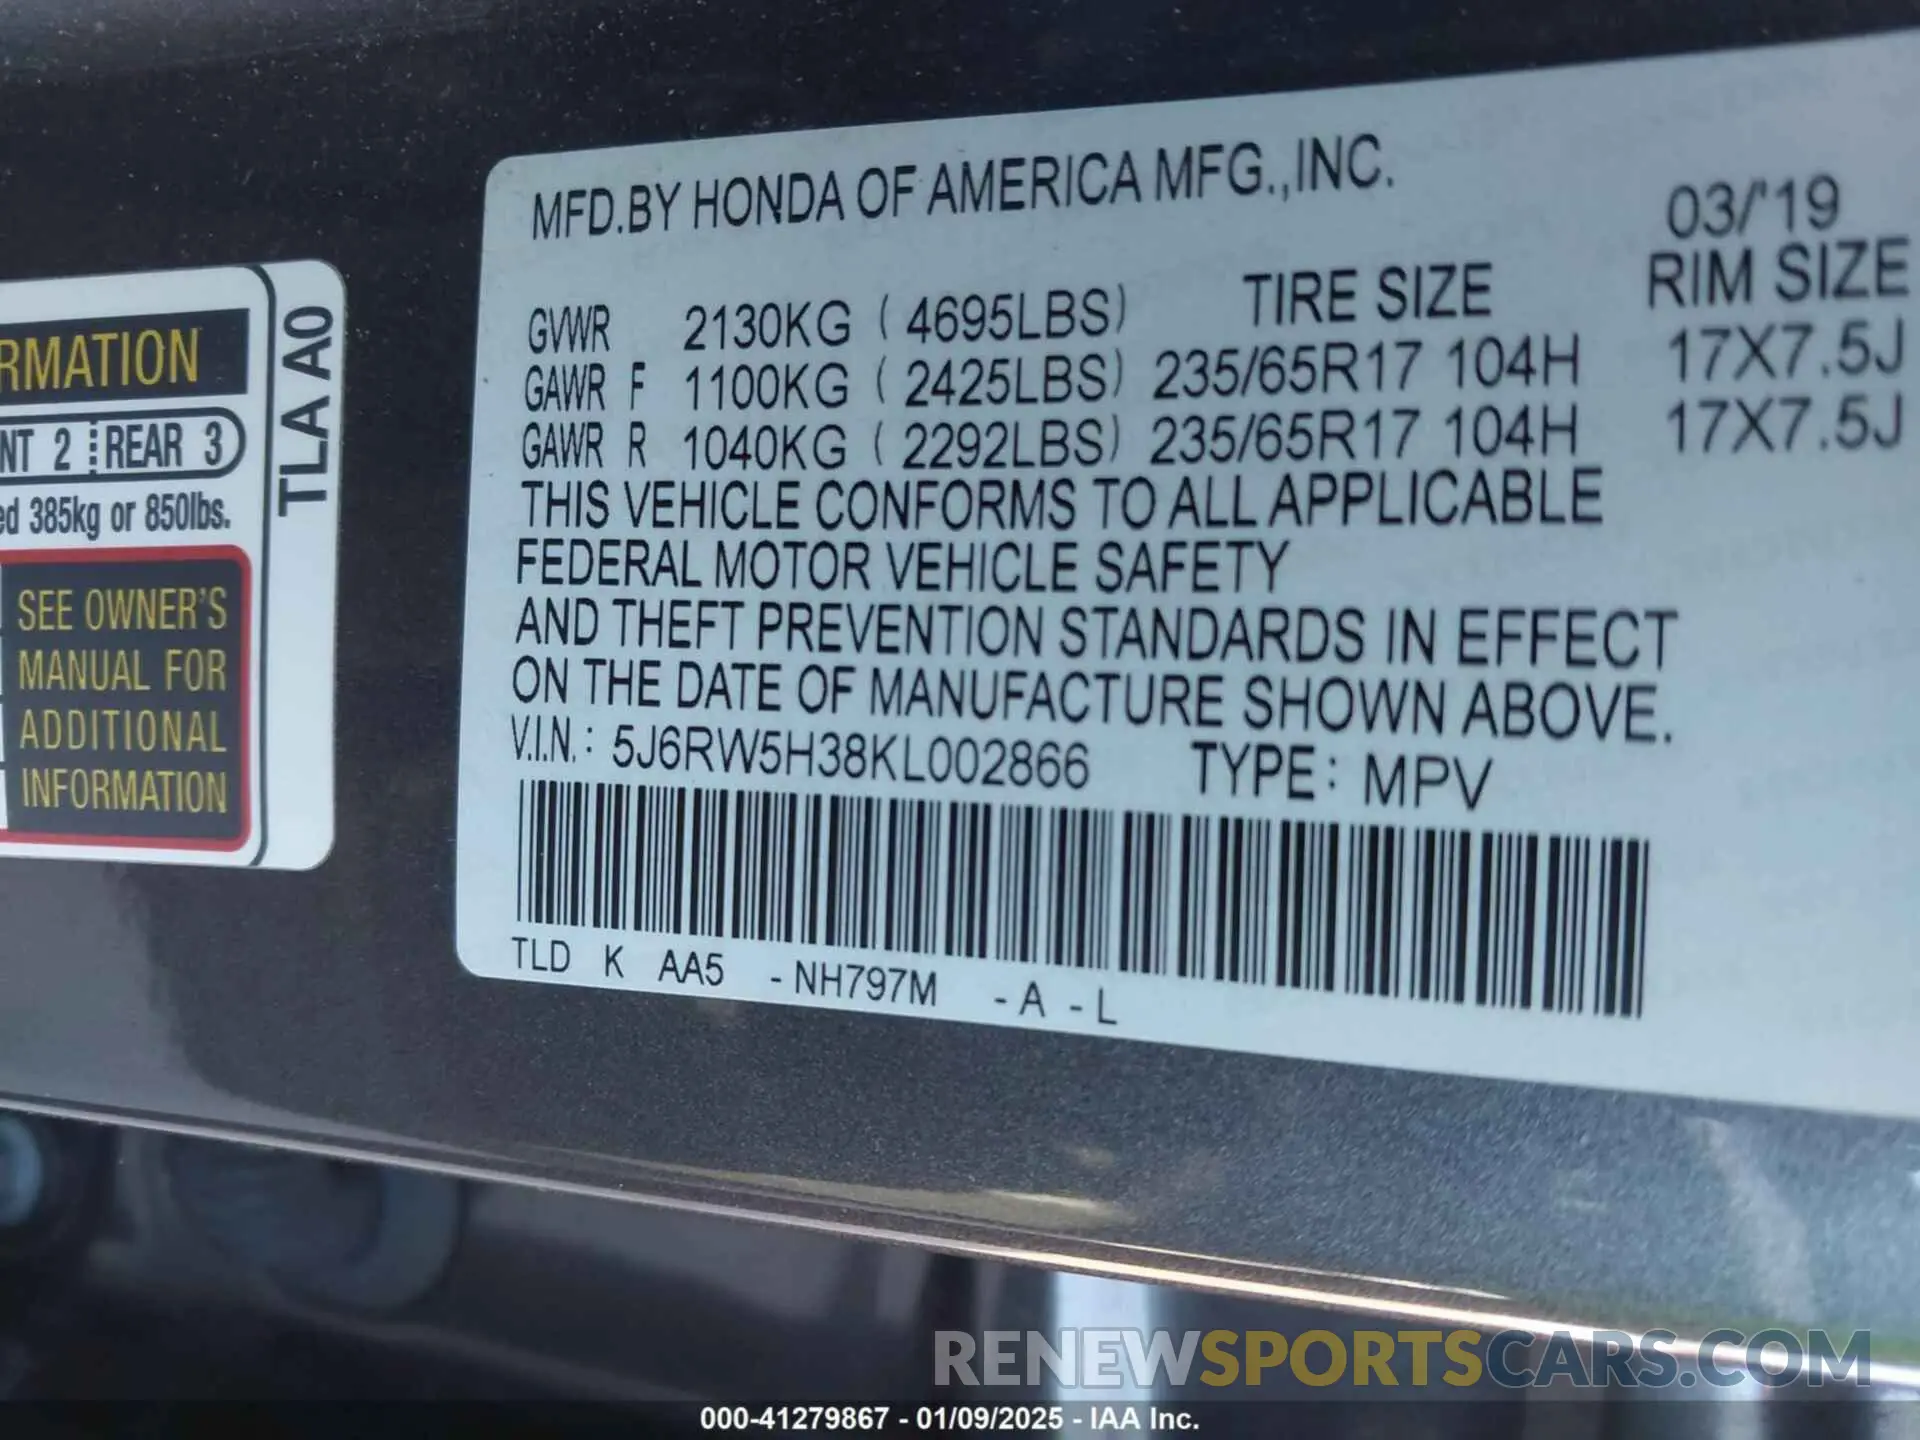 RMATION
NT 2 REAR 3
ed 385kg or 850lbs.
SEE OWNER'S
MANUAL FOR
ADDITIONAL
INFORMATION
TLA A0
MFD.BY HONDA OF AMERICA MFG.,INC.
03/'19
GVWR 2130KG ( 4695LBS) TIRE SIZE RIM SIZE
GAWR F 1100KG ( 2425LBS) 235/65R17 104H 17X7.5J
GAWR R 1040KG ( 2292LBS) 235/65R17 104H 17X7.5J
THIS VEHICLE CONFORMS TO ALL APPLICABLE
FEDERAL MOTOR VEHICLE SAFETY
AND THEFT PREVENTION STANDARDS IN EFFECT
ON THE DATE OF MANUFACTURE SHOWN ABOVE.
V.I.N.: 5J6RW5H38KL002866 TYPE: MPV
TLD K AA5 - NH797M - A - L
RENEWSPORTSCARS.COM
000-41279867 - 01/09/2025 - IAA Inc.